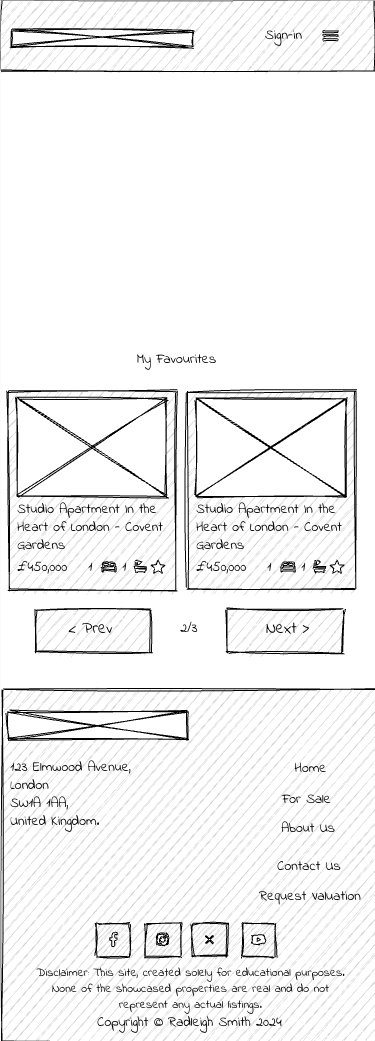 Sign-in
My Favourites
Studio Apartment in the
Heart of London - Covent
Gardens
£450,000 1 1
Studio Apartment in the
Heart of London - Covent
Gardens
£450,000 1 1
< Prev
2/3
Next >
123 Elmwood Avenue,
London
SW1A 1AA,
United Kingdom.
Home
For Sale
About Us
Contact Us
Request Valuation
Disclaimer: This site, created solely for educational purposes.
None of the showcased properties are real and do not
represent any actual listings.
Copyright © Radleigh Smith 2024